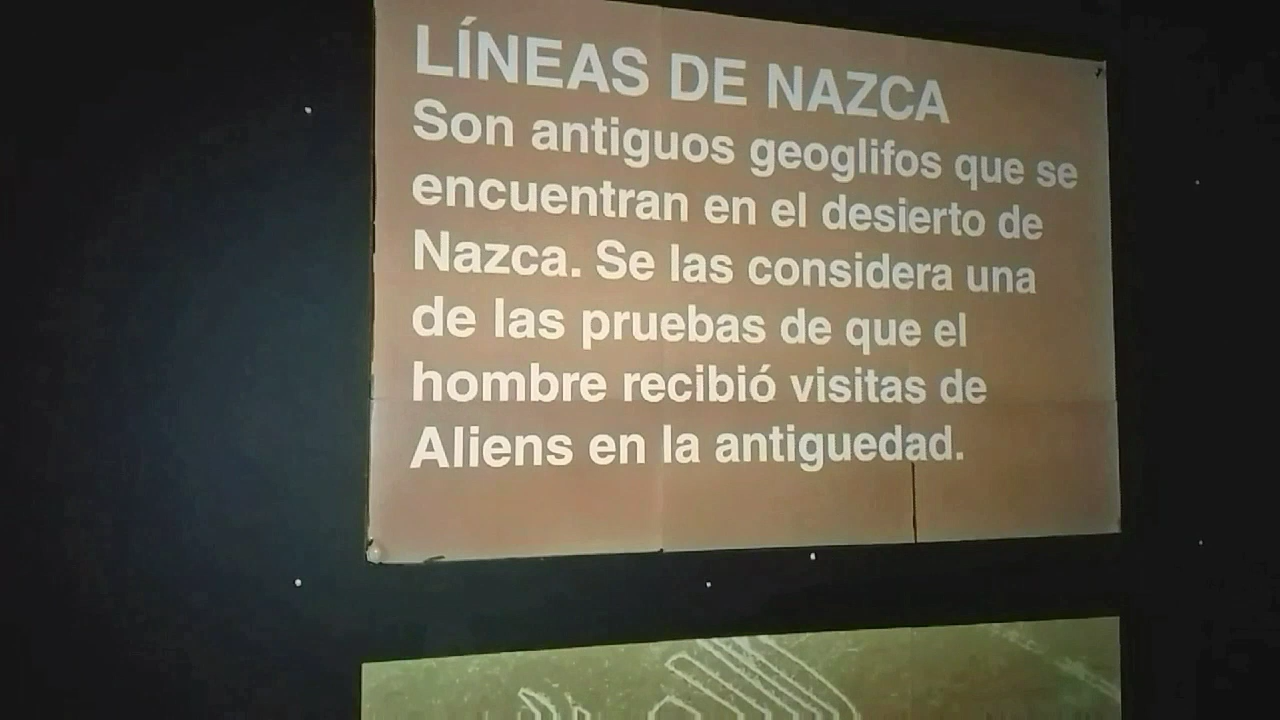 LÍNEAS DE NAZCA
Son antiguos geoglifos que se
encuentran en el desierto de
Nazca. Se las considera una
de las pruebas de que el
hombre recibió visitas de
Aliens en la antiguedad.